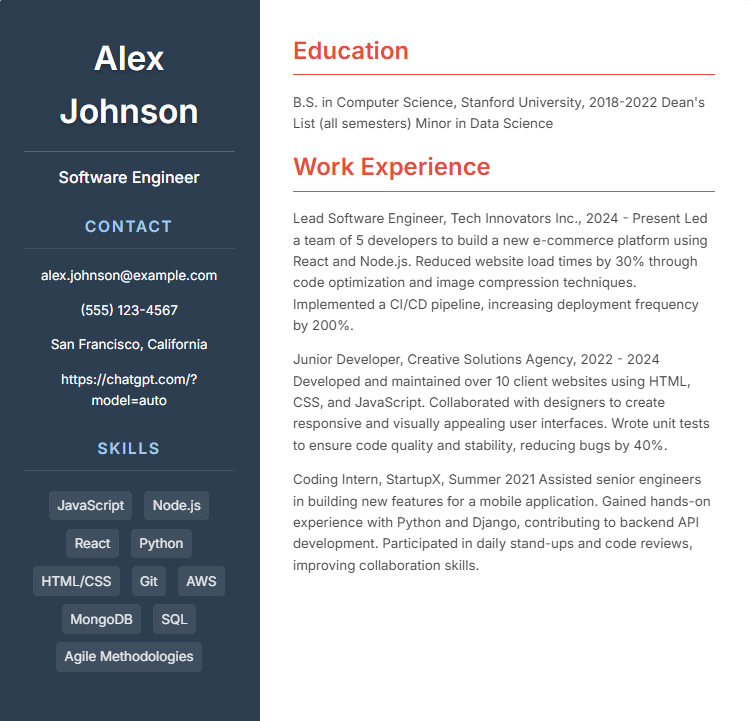 Alex
Johnson
Software Engineer
CONTACT
alex.johnson@example.com
(555) 123-4567
San Francisco, California
https://chatgpt.com/?
model=auto
SKILLS
JavaScript Node.js
React Python
HTML/CSS Git AWS
MongoDB SQL
Agile Methodologies
Education
B.S. in Computer Science, Stanford University, 2018-2022 Dean's
List (all semesters) Minor in Data Science
Work Experience
Lead Software Engineer, Tech Innovators Inc., 2024 - Present Led
a team of 5 developers to build a new e-commerce platform using
React and Node.js. Reduced website load times by 30% through
code optimization and image compression techniques.
Implemented a CI/CD pipeline, increasing deployment frequency
by 200%.
Junior Developer, Creative Solutions Agency, 2022 - 2024
Developed and maintained over 10 client websites using HTML,
CSS, and JavaScript. Collaborated with designers to create
responsive and visually appealing user interfaces. Wrote unit tests
to ensure code quality and stability, reducing bugs by 40%.
Coding Intern, StartupX, Summer 2021 Assisted senior engineers
in building new features for a mobile application. Gained hands-on
experience with Python and Django, contributing to backend API
development. Participated in daily stand-ups and code reviews,
improving collaboration skills.